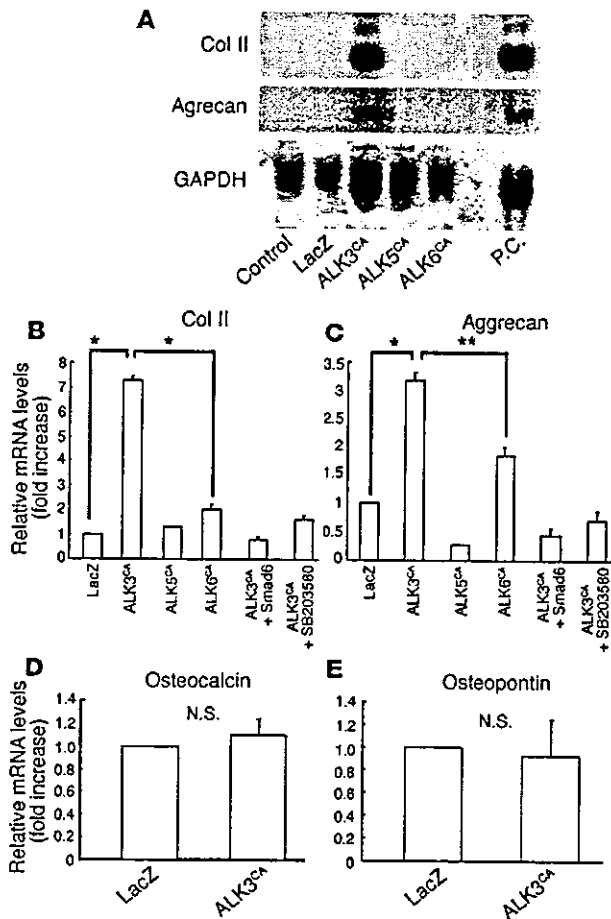 A
Col II
Agrecan
GAPDH
Control
LacZ
ALK3CA
ALK5CA
ALK6CA
P.C.
B
Col II
* *
Relative mRNA levels
(fold increase)
8
7
6
5
4
3
2
1
0
LacZ
ALK3CA
ALK5CA
ALK6CA
ALK3CA
+ Smad6
ALK3CA
+ SB203580
C
Aggrecan
* **
3.5
3
2.5
2
1.5
1
0.5
0
LacZ
ALK3CA
ALK5CA
ALK6CA
ALK3CA
+ Smad6
ALK3CA
+ SB203580
D
Osteocalcin
N.S.
Relative mRNA levels
(fold increase)
1.4
1.2
1.0
0.8
0.6
0.4
0.2
0
LacZ
ALK3CA
E
Osteopontin
N.S.
1.4
1.2
1.0
0.8
0.6
0.4
0.2
0
LacZ
ALK3CA